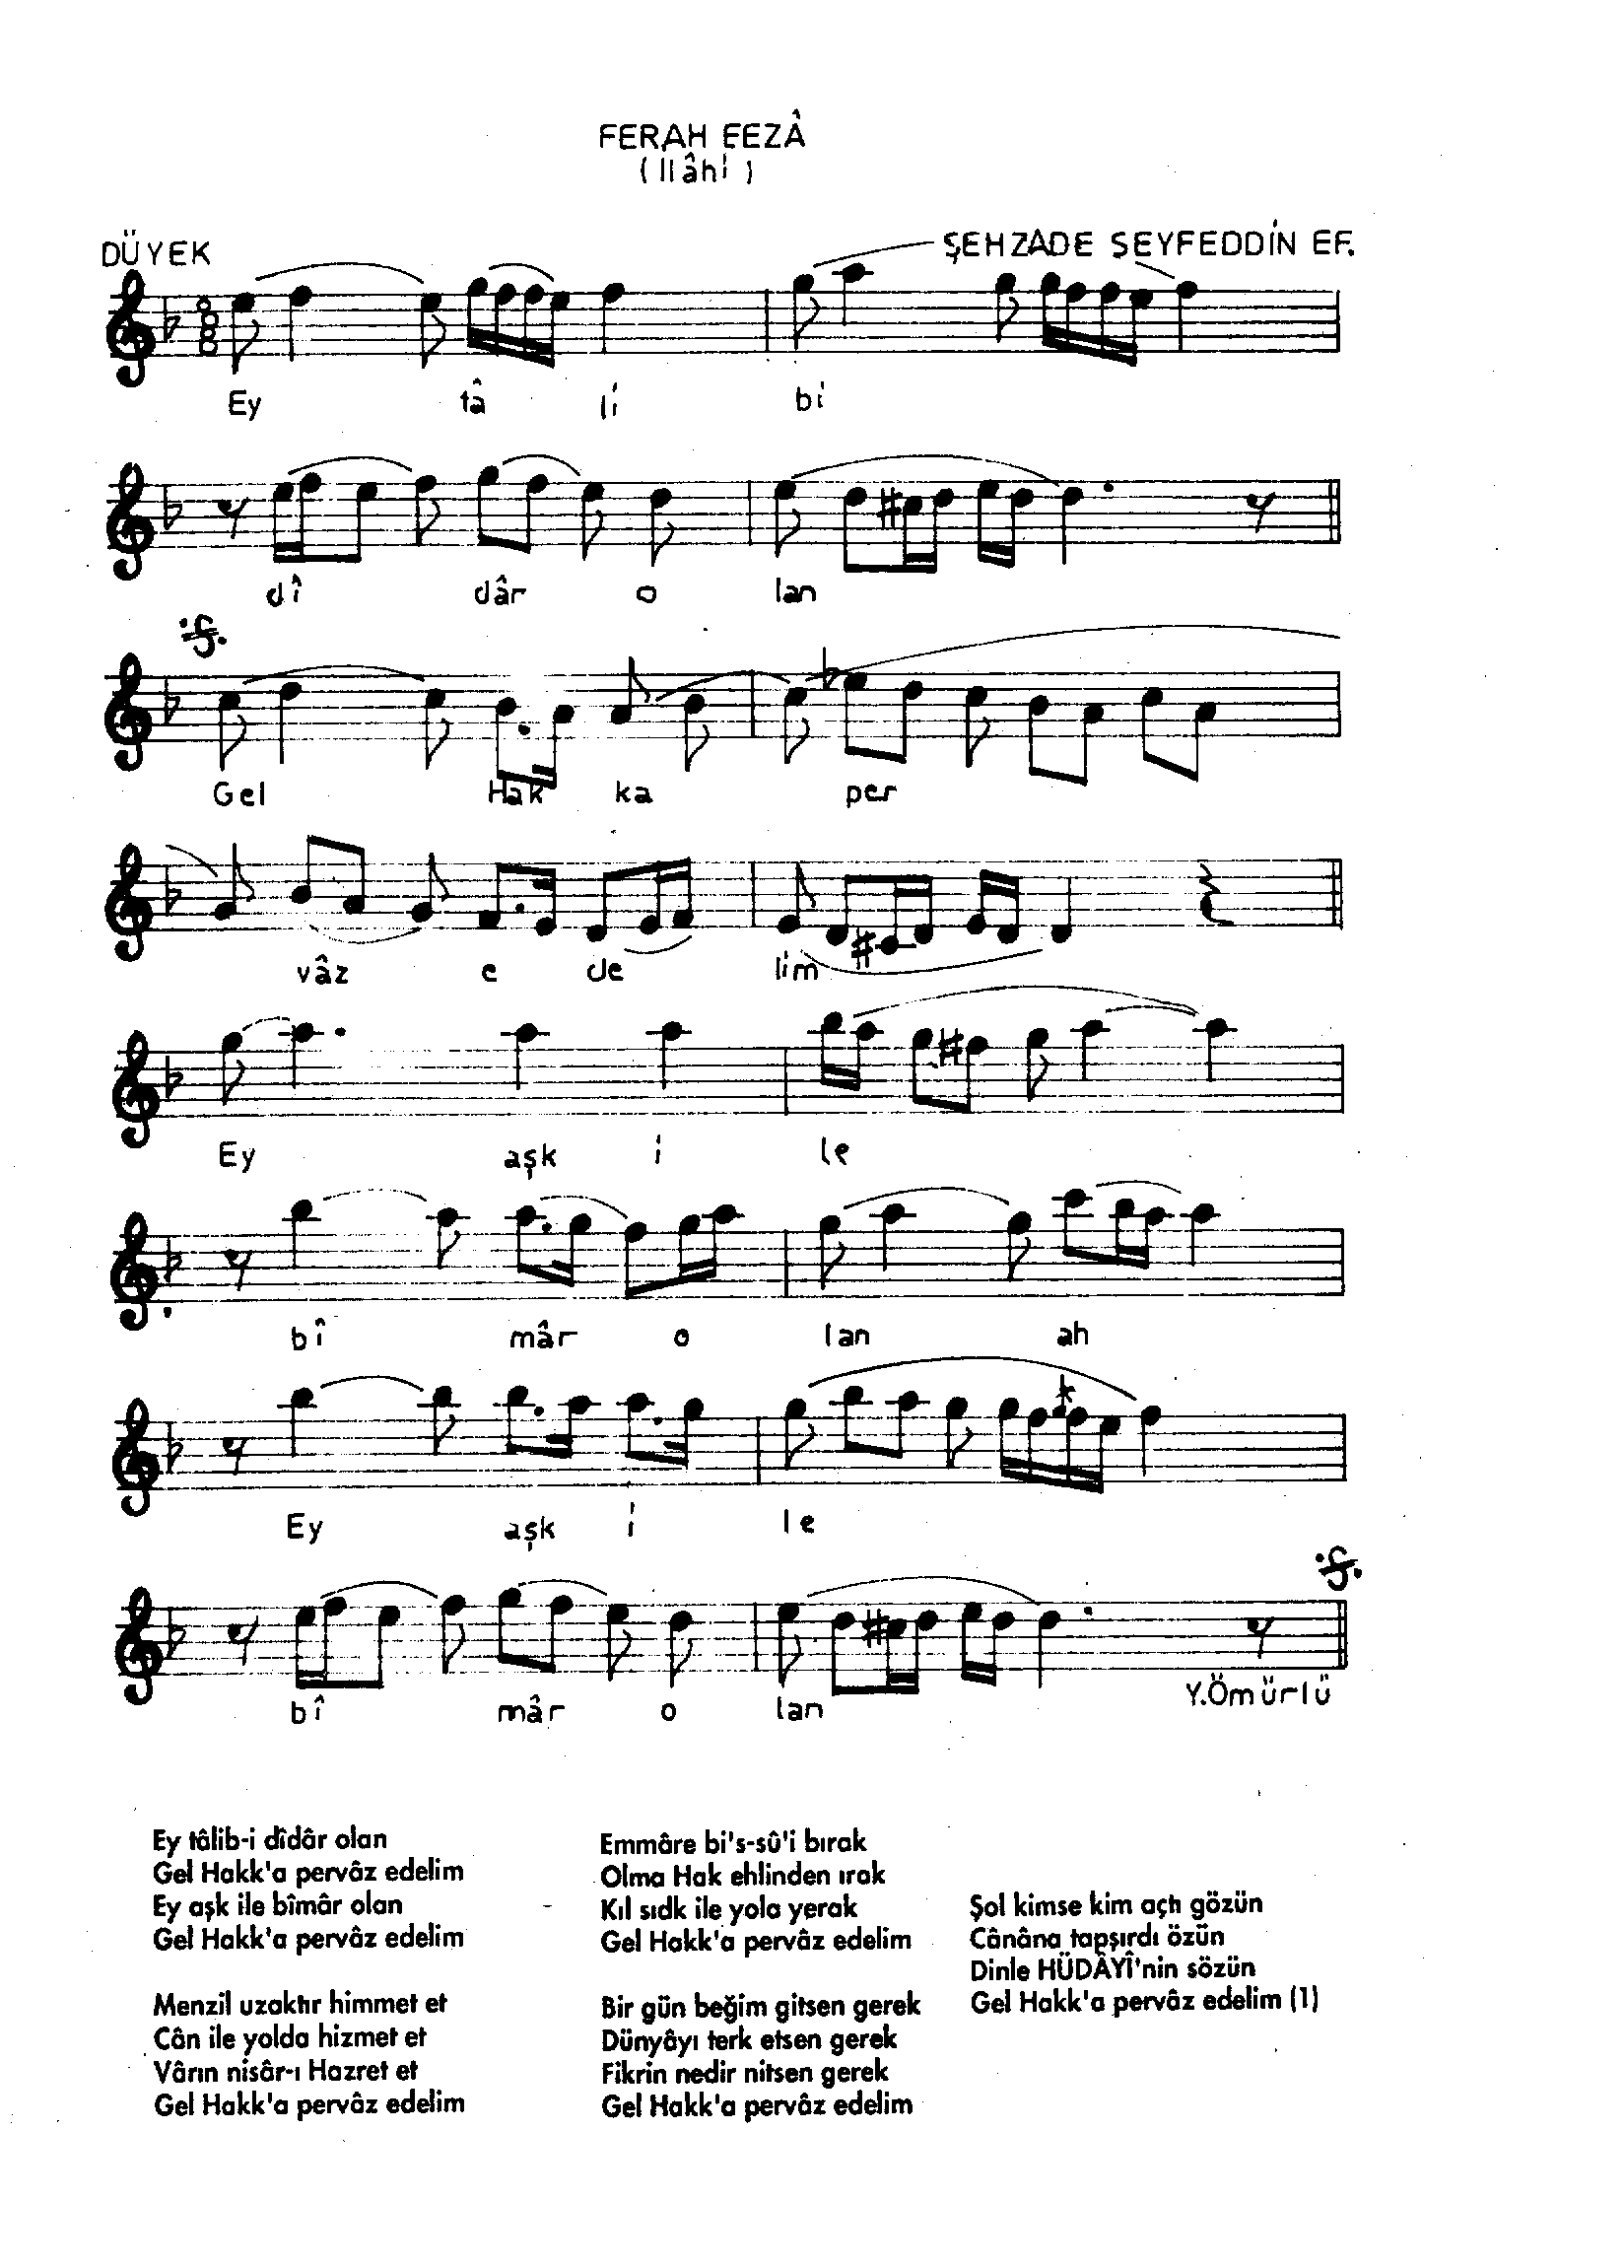 FERAH FEZÂ
(İlâhi)
DÜYEK
ŞEHZADE SEYFEDDİN EF.
8
8
Ey tâ li bi
dî dâr o lan
Gel Hak ka per
vâz e de lim
Ey aşk i le
bî mâr o lan ah
Ey aşk i le
bî mâr o lan
Y.Ömürlü
Ey tâlib-i dîdâr olan
Gel Hakk'a pervâz edelim
Ey aşk ile bîmâr olan
Gel Hakk'a pervâz edelim
Menzil uzaktır himmet et
Cân ile yolda hizmet et
Vârın nisâr-ı Hazret et
Gel Hakk'a pervâz edelim
Emmâre bi's-sû'i bırak
Olma Hak ehlinden ırak
Kıl sıdk ile yola yerak
Gel Hakk'a pervâz edelim
Bir gün beğim gitsen gerek
Dünyâyı terk etsen gerek
Fikrin nedir nitsen gerek
Gel Hakk'a pervâz edelim
Şol kimse kim açtı gözün
Cânâna tapşırdı özün
Dinle HÜDÂYÎ'nin sözün
Gel Hakk'a pervâz edelim (1)